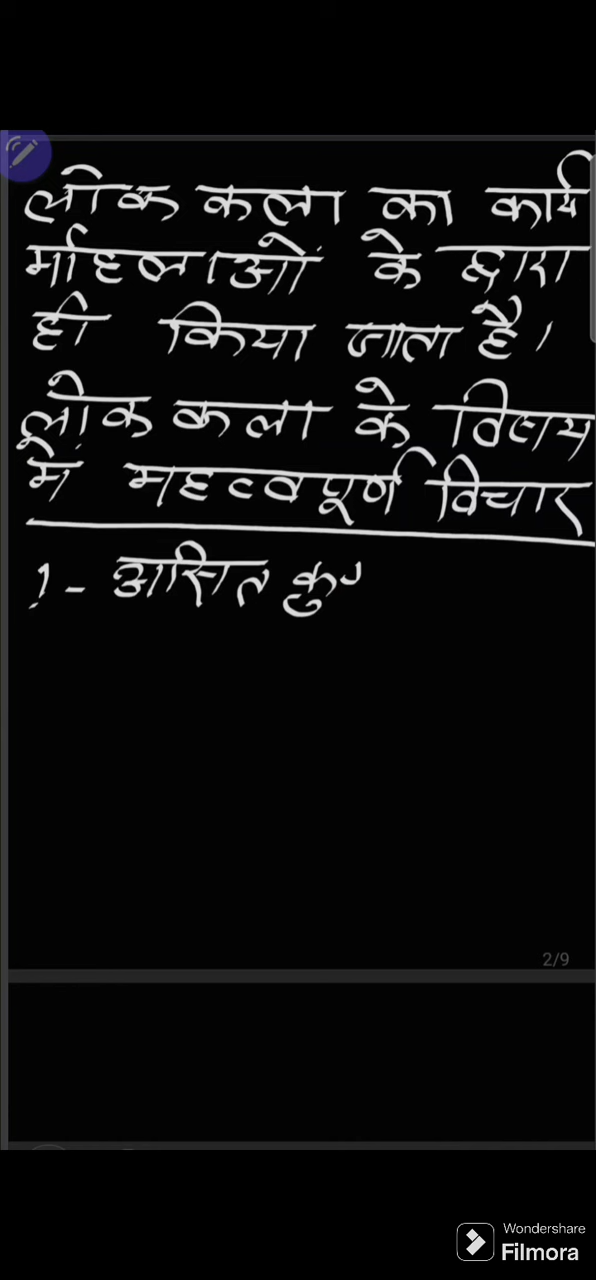 लोक कला का कार्य
महिलाओं के द्वारा
ही किया जाता है।
लोक कला के विषय
में महत्वपूर्ण विचार
1- असित कु
2/9
Wondershare
Filmora